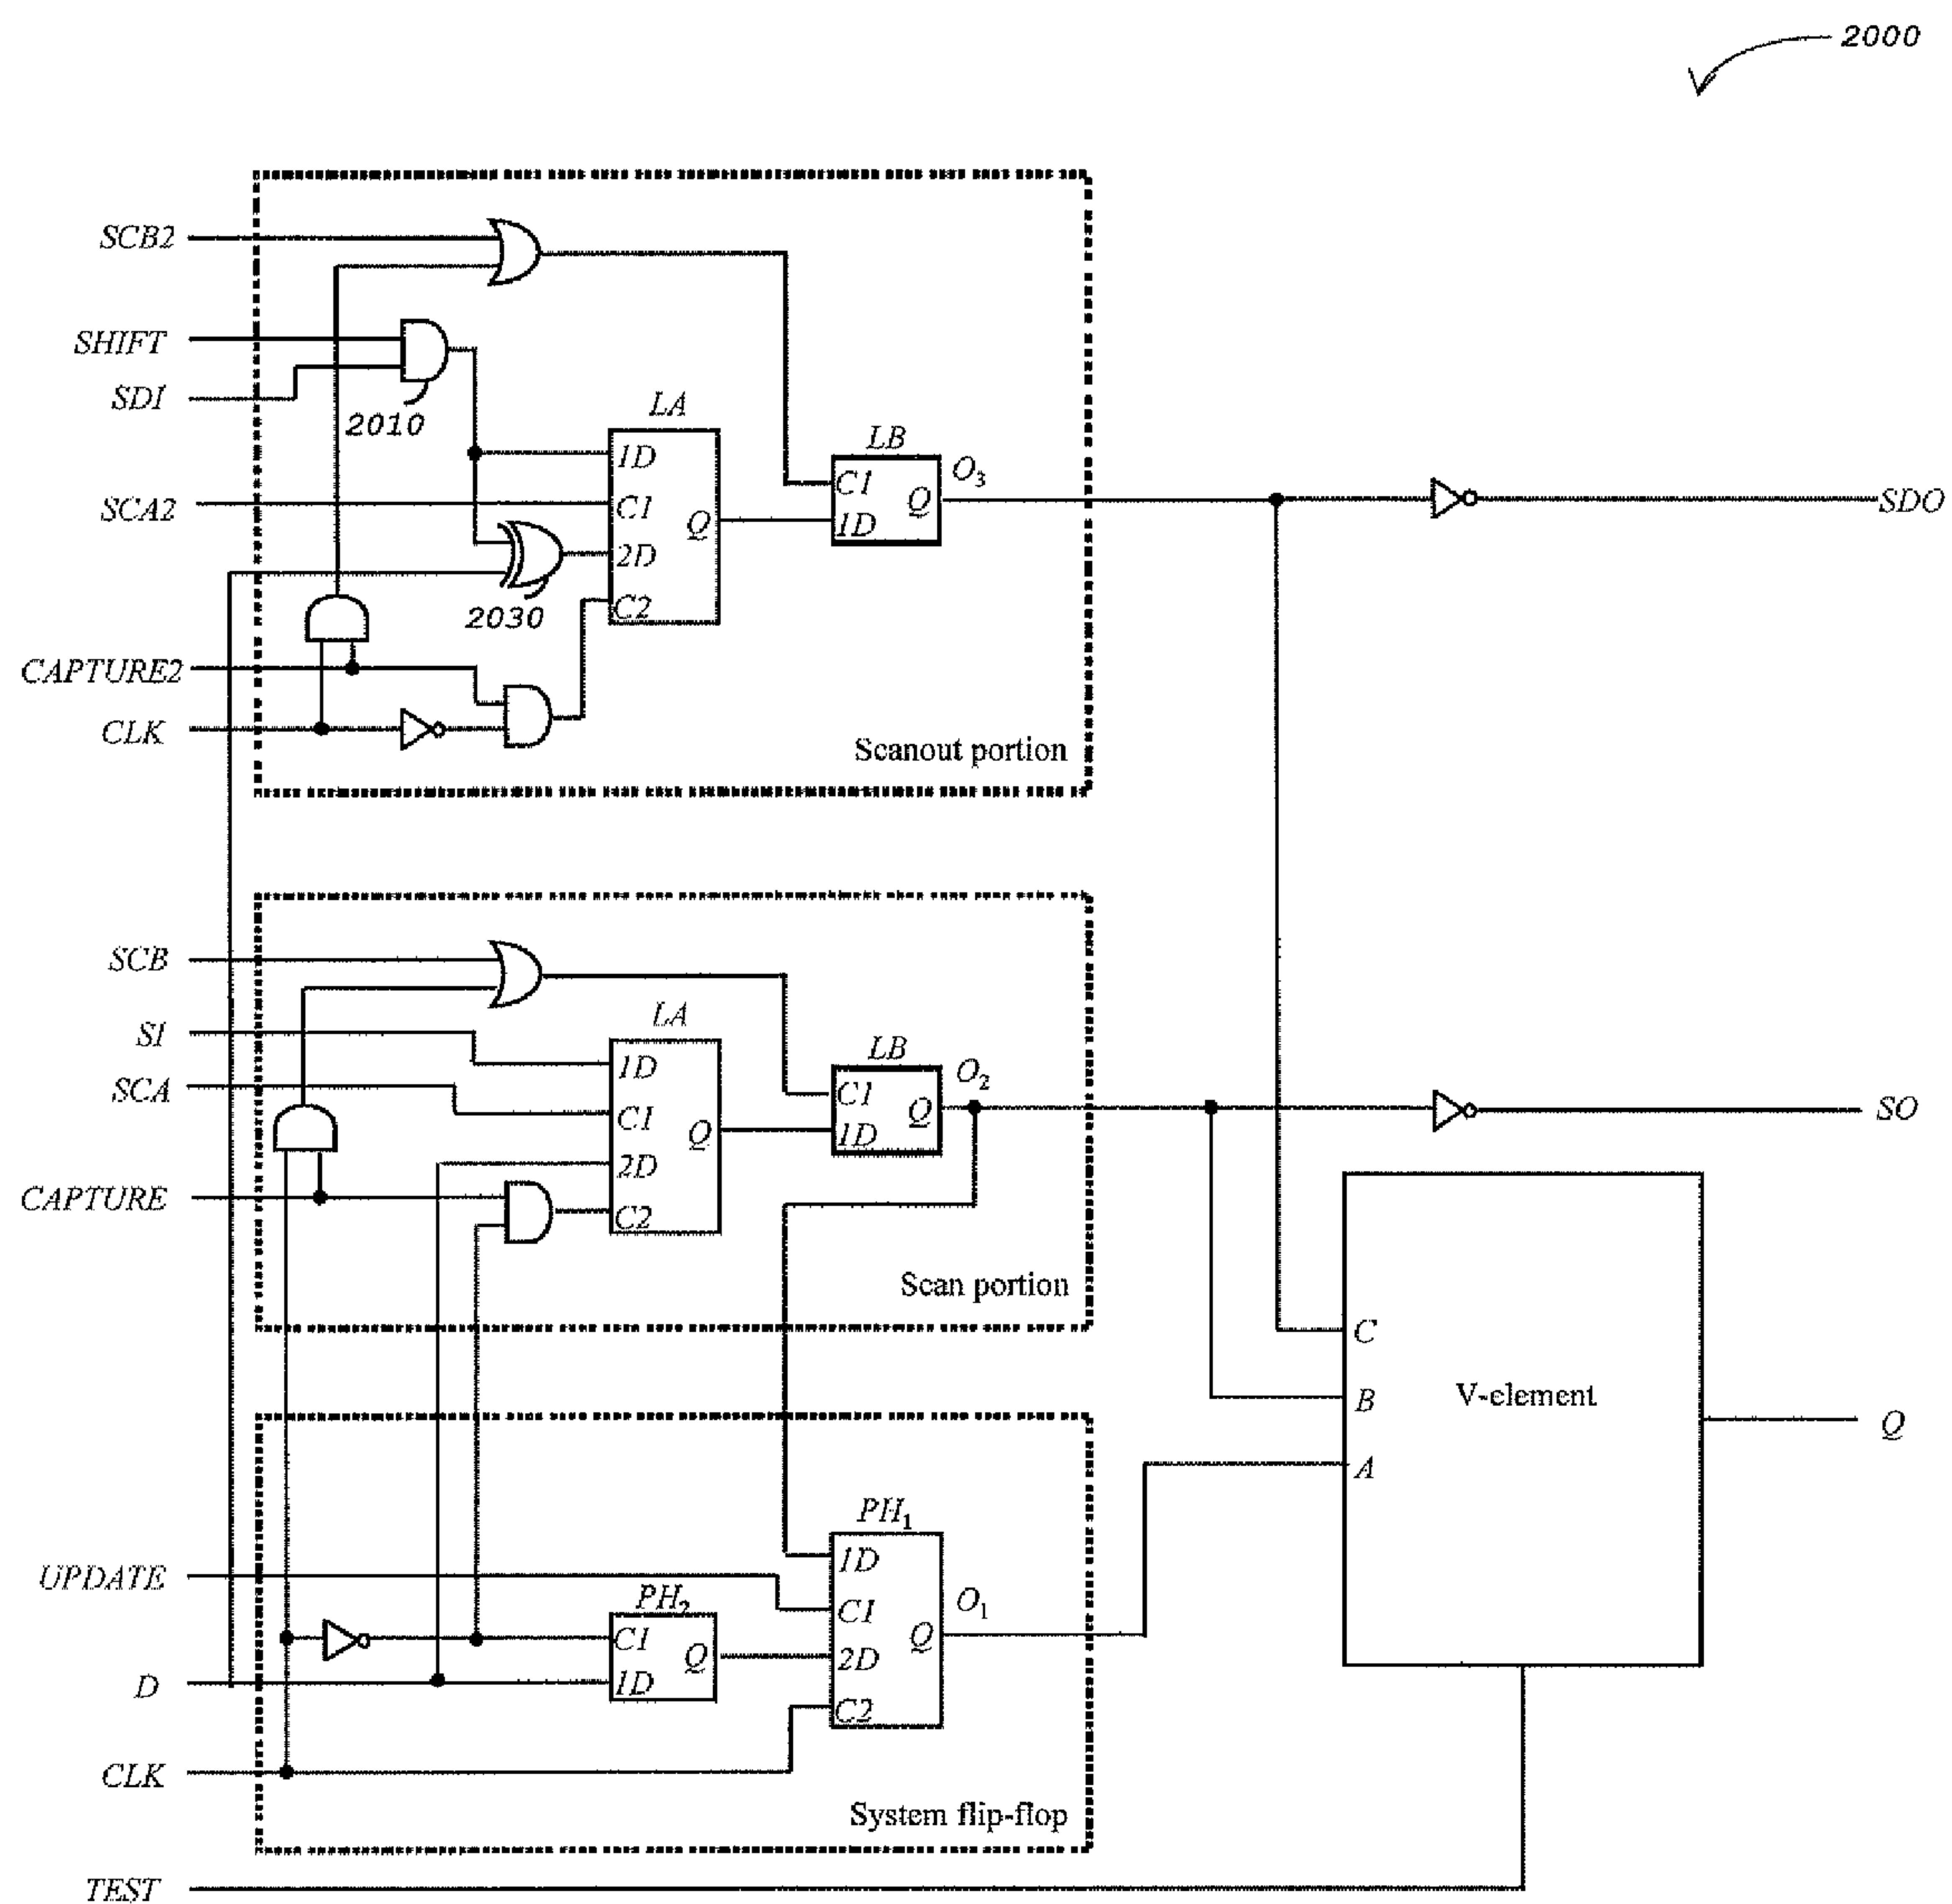 2000
SCB2
SHIFT
SDI
2010
LA
1D
LB
O3
C1
Q
SDO
SCA2
C1
Q
1D
2D
2030
C2
CAPTURE2
CLK
Scanout portion
SCB
SI
LA
LB
O2
1D
SCA
C1
C1
Q
SO
Q
1D
2D
CAPTURE
C2
Scan portion
C
B
V-element
Q
A
PH1
1D
UPDATE
PH2
C1
O1
C1
Q
Q
2D
D
1D
C2
CLK
System flip-flop
TEST